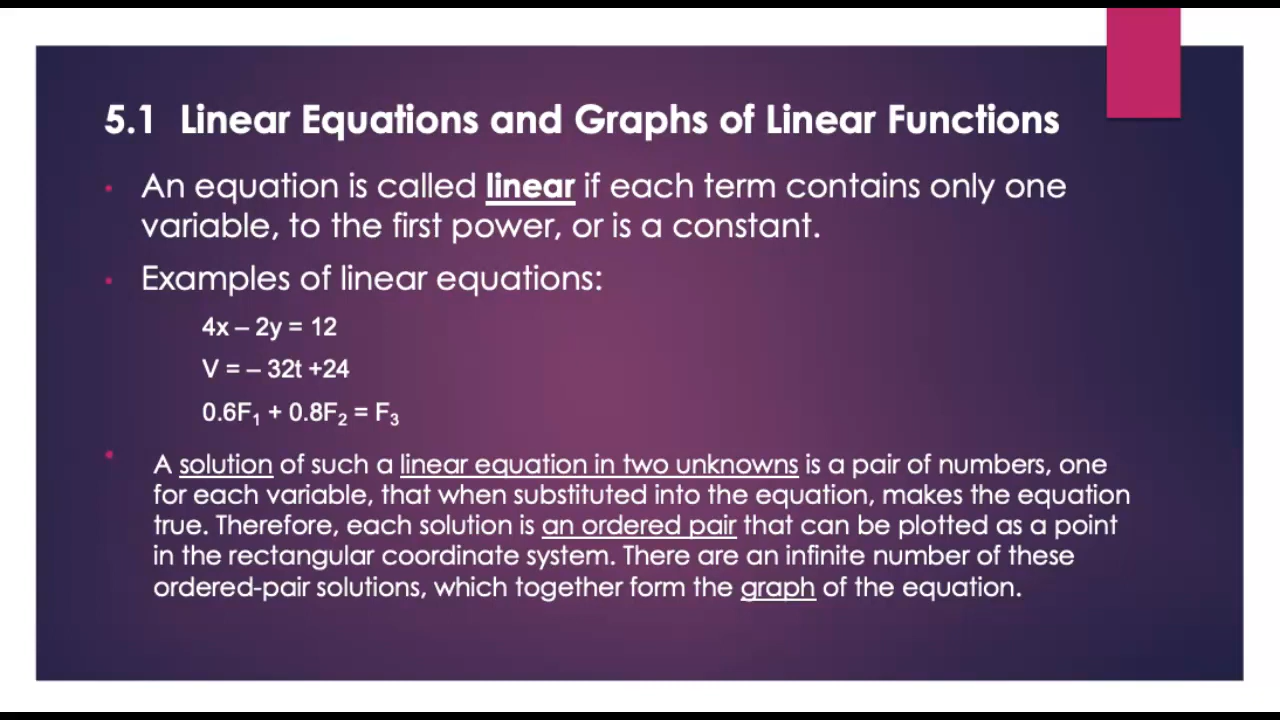 5.1 Linear Equations and Graphs of Linear Functions
• An equation is called linear if each term contains only one
variable, to the first power, or is a constant.
• Examples of linear equations:
4x – 2y = 12
V = – 32t +24
0.6F₁ + 0.8F₂ = F₃
• A solution of such a linear equation in two unknowns is a pair of numbers, one
for each variable, that when substituted into the equation, makes the equation
true. Therefore, each solution is an ordered pair that can be plotted as a point
in the rectangular coordinate system. There are an infinite number of these
ordered-pair solutions, which together form the graph of the equation.